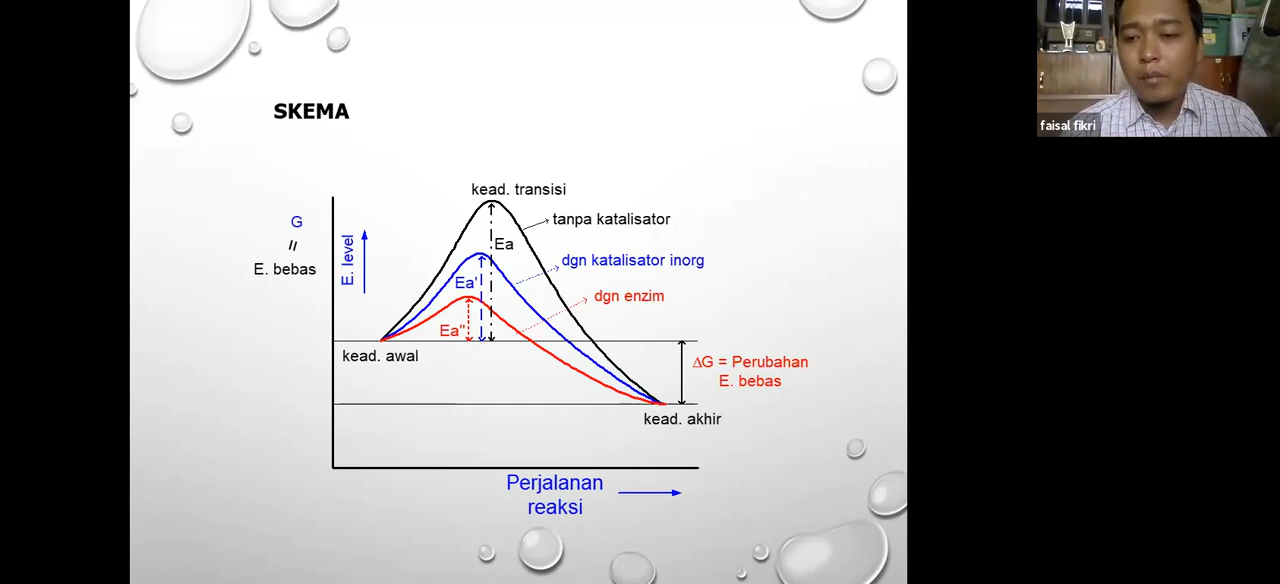 SKEMA
kead. transisi
tanpa katalisator
G
=
E. bebas
E. level
Ea
dgn katalisator inorg
Ea'
dgn enzim
Ea"
kead. awal
ΔG = Perubahan
E. bebas
kead. akhir
Perjalanan
reaksi
faisal fikri